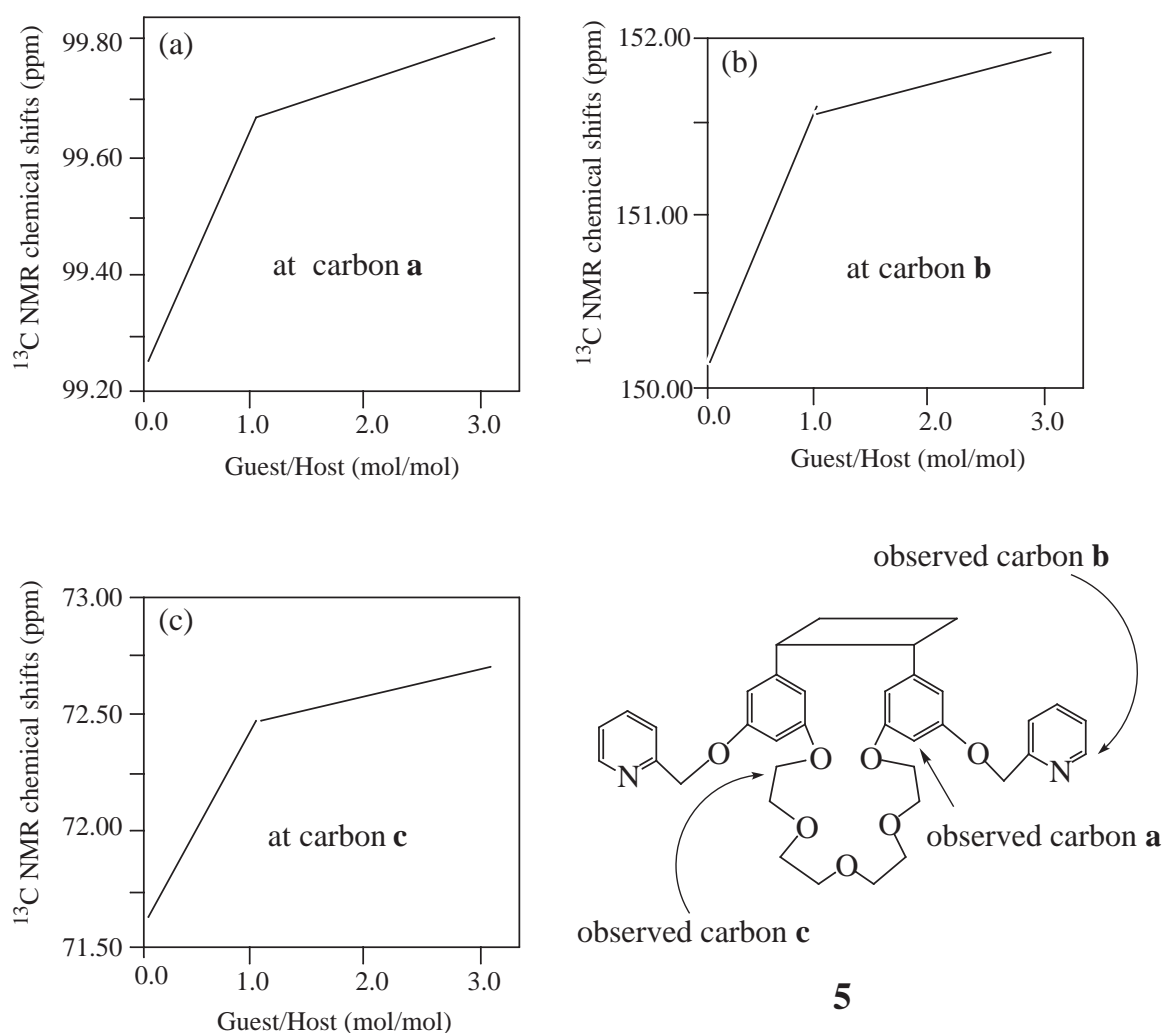 (a)
99.80
99.60
99.40
99.20
0.0 1.0 2.0 3.0
at carbon a
¹³C NMR chemical shifts (ppm)
Guest/Host (mol/mol)
(b)
152.00
151.00
150.00
0.0 1.0 2.0 3.0
at carbon b
¹³C NMR chemical shifts (ppm)
Guest/Host (mol/mol)
(c)
73.00
72.50
72.00
71.50
0.0 1.0 2.0 3.0
at carbon c
¹³C NMR chemical shifts (ppm)
Guest/Host (mol/mol)
observed carbon b
N O O O O N
O O
O
observed carbon a
observed carbon c
5